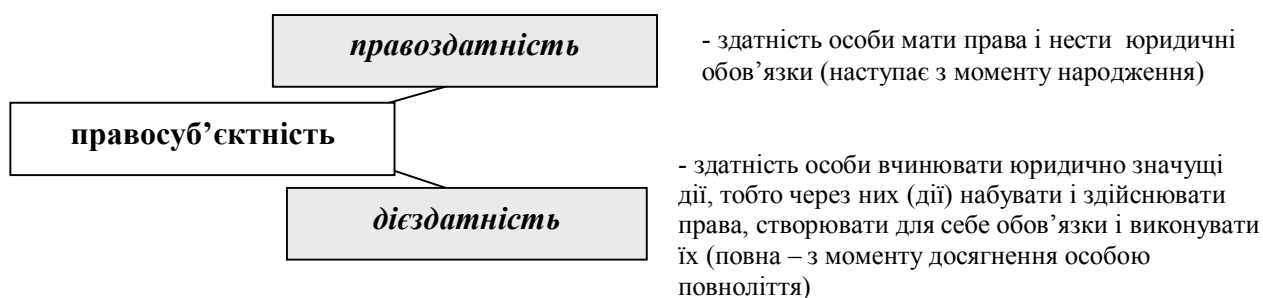 правоздатність
- здатність особи мати права і нести юридичні
обов’язки (наступає з моменту народження)
правосуб’єктність
дієздатність
- здатність особи вчинювати юридично значущі
дії, тобто через них (дії) набувати і здійснювати
права, створювати для себе обов’язки і виконувати
їх (повна – з моменту досягнення особою
повноліття)